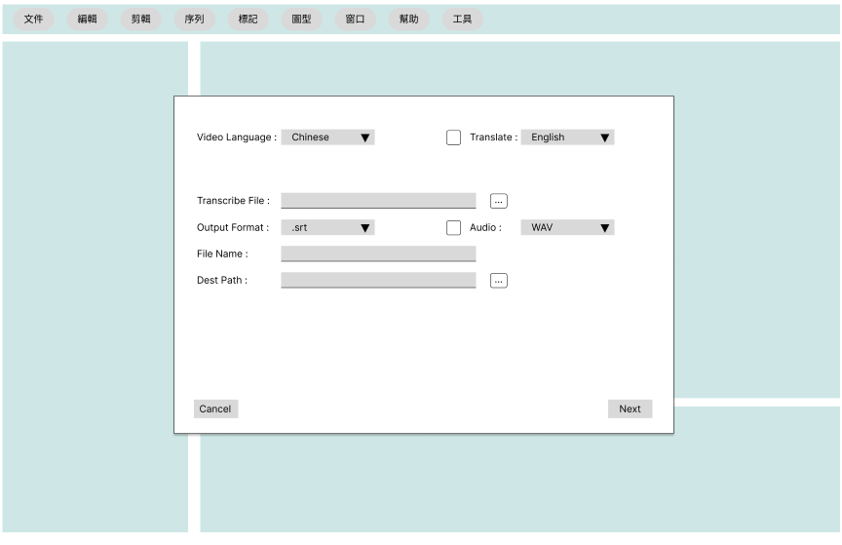 文件 編輯 剪輯 序列 標記 圖型 窗口 幫助 工具
Video Language : Chinese ▼ Translate : English ▼
Transcribe File : ...
Output Format : .srt ▼ Audio : WAV ▼
File Name :
Dest Path : ...
Cancel Next